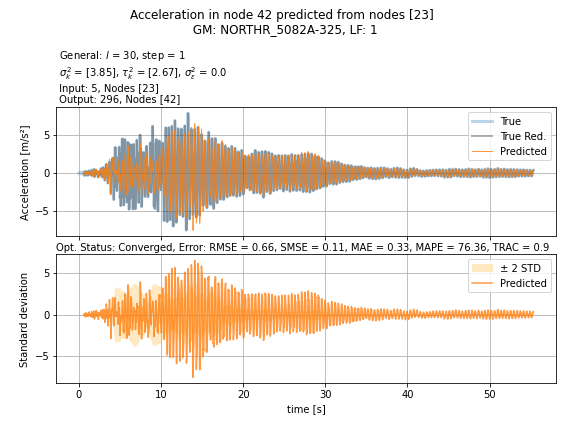 Acceleration in node 42 predicted from nodes [23]
GM: NORTHR_5082A-325, LF: 1
General: l = 30, step = 1
σ²ₖ = [3.85], τ²ₖ = [2.67], σ²ε = 0.0
Input: 5, Nodes [23]
Output: 296, Nodes [42]
Acceleration [m/s²]
5
0
−5
True
True Red.
Predicted
Opt. Status: Converged, Error: RMSE = 0.66, SMSE = 0.11, MAE = 0.33, MAPE = 76.36, TRAC = 0.9
Standard deviation
5
0
−5
± 2 STD
Predicted
0 10 20 30 40 50
time [s]